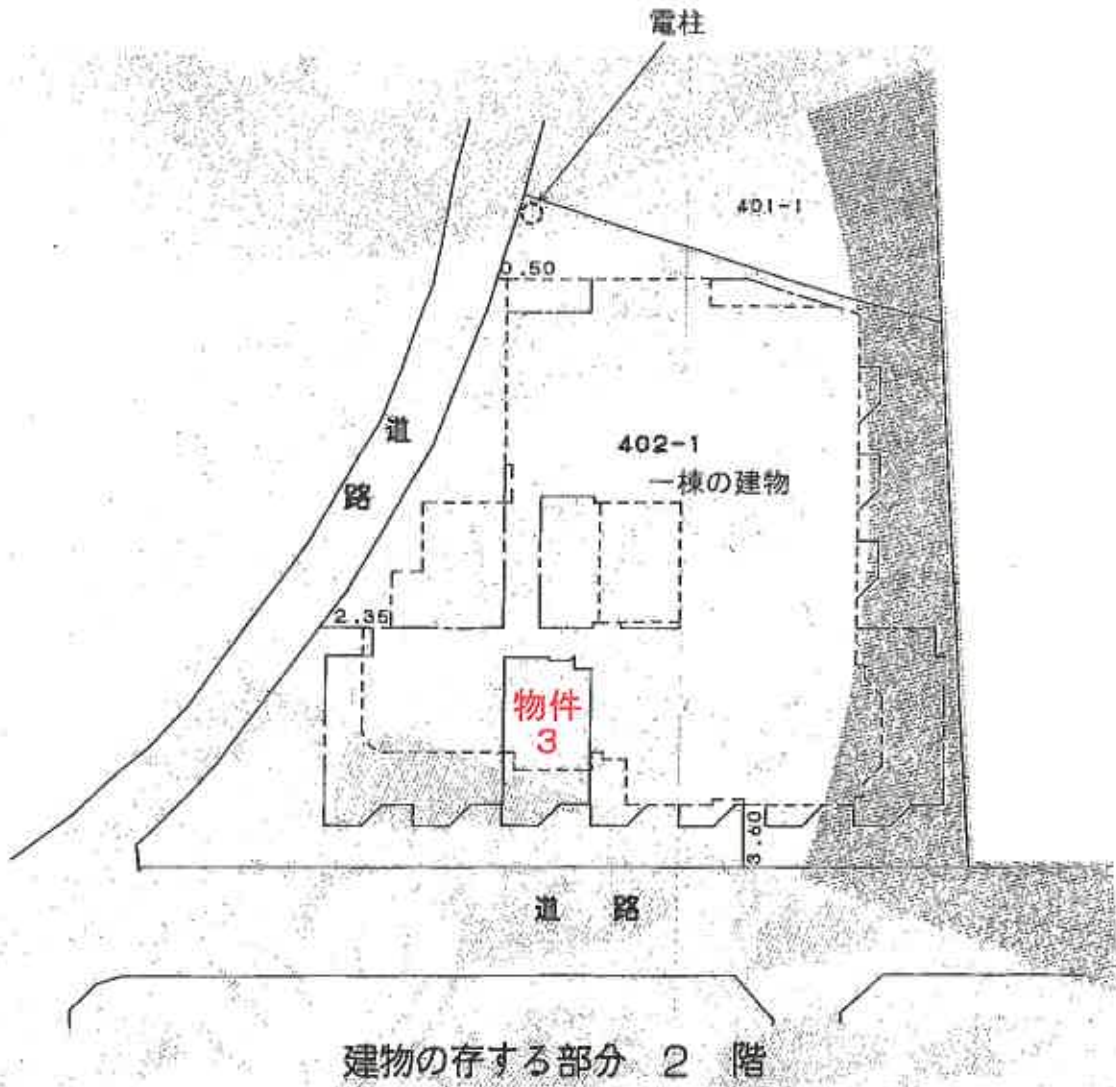 電柱
401-1
0.50
道
路
402-1
一棟の建物
2.35
物件
3
3.60
道 路
建物の存する部分 2 階